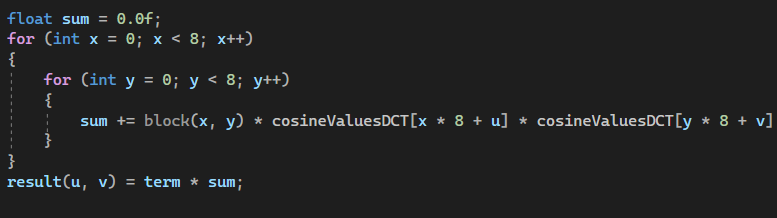 float sum = 0.0f;
for (int x = 0; x < 8; x++)
{
for (int y = 0; y < 8; y++)
{
sum += block(x, y) * cosineValuesDCT[x * 8 + u] * cosineValuesDCT[y * 8 + v]
}
}
result(u, v) = term * sum;